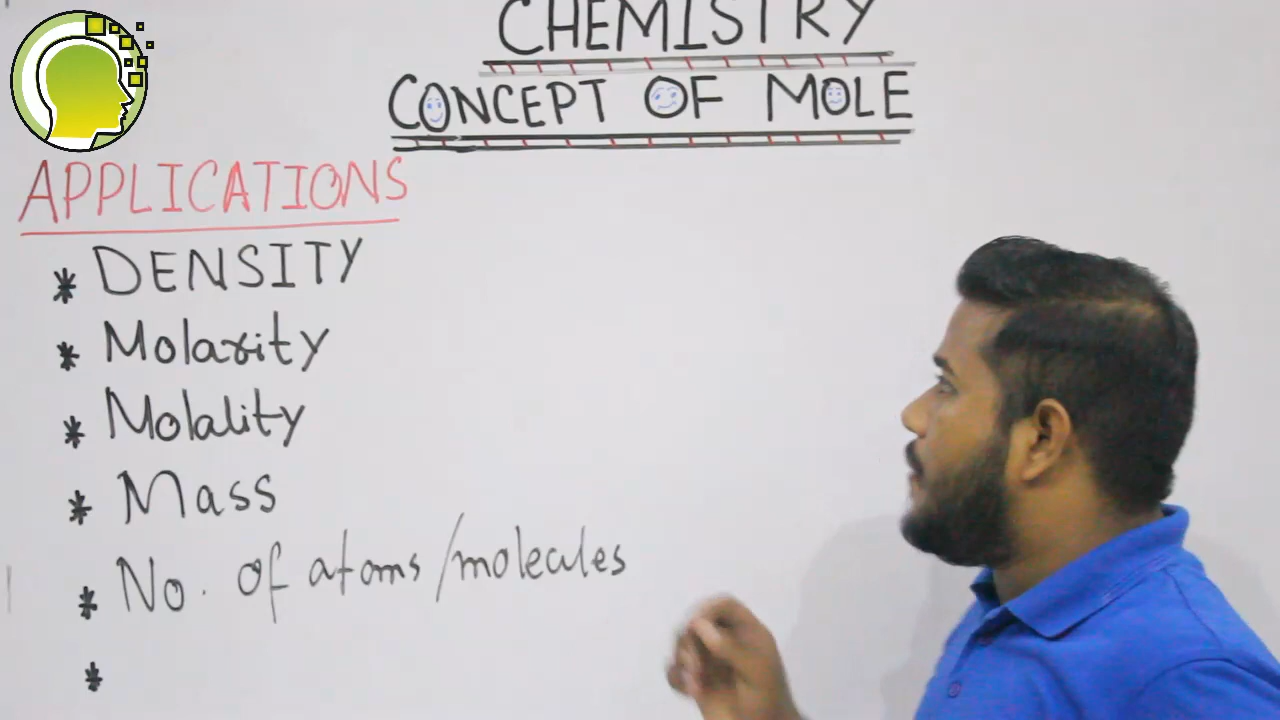 CHEMISTRY
CONCEPT OF MOLE
APPLICATIONS
* DENSITY
* Molarity
* Molality
* Mass
* No. of atoms/molecules
*